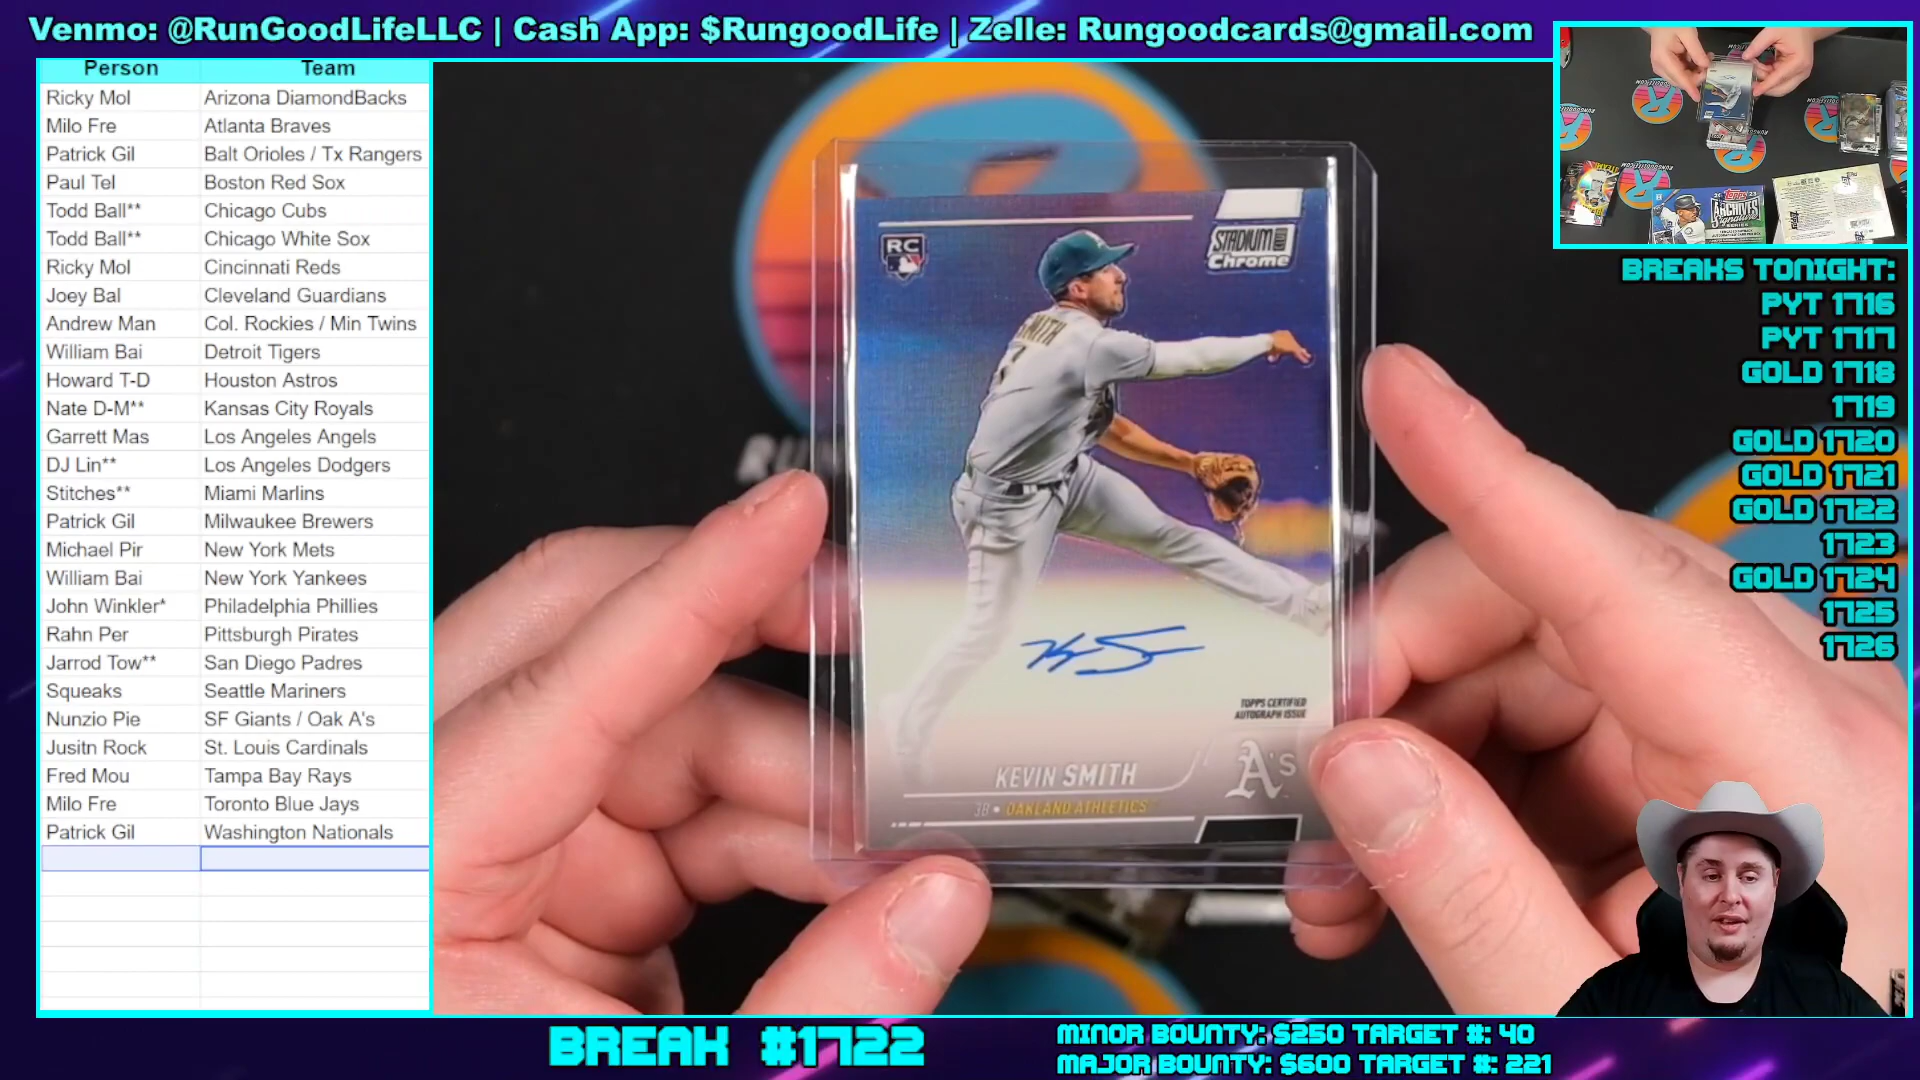 Venmo: @RunGoodLifeLLC | Cash App: $RungoodLife | Zelle: Rungoodcards@gmail.com
Person Team
Ricky Mol Arizona DiamondBacks
Milo Fre Atlanta Braves
Patrick Gil Balt Orioles / Tx Rangers
Paul Tel Boston Red Sox
Todd Ball** Chicago Cubs
Todd Ball** Chicago White Sox
Ricky Mol Cincinnati Reds
Joey Bal Cleveland Guardians
Andrew Man Col. Rockies / Min Twins
William Bai Detroit Tigers
Howard T-D Houston Astros
Nate D-M** Kansas City Royals
Garrett Mas Los Angeles Angels
DJ Lin** Los Angeles Dodgers
Stitches** Miami Marlins
Patrick Gil Milwaukee Brewers
Michael Pir New York Mets
William Bai New York Yankees
John Winkler* Philadelphia Phillies
Rahn Per Pittsburgh Pirates
Jarrod Tow** San Diego Padres
Squeaks Seattle Mariners
Nunzio Pie SF Giants / Oak A's
Jusitn Rock St. Louis Cardinals
Fred Mou Tampa Bay Rays
Milo Fre Toronto Blue Jays
Patrick Gil Washington Nationals
RC
STADIUM
Chrome
SMITH
TOPPS CERTIFIED
AUTOGRAPH ISSUE
A's
KEVIN SMITH
3B • OAKLAND ATHLETICS
Topps
ARCHIVES
Signature
BREAKS TONIGHT:
PYT 1716
PYT 1717
GOLD 1718
1719
GOLD 1720
GOLD 1721
GOLD 1722
1723
GOLD 1724
1725
1726
BREAK #1722
MINOR BOUNTY: $250 TARGET #: 40
MAJOR BOUNTY: $600 TARGET #: 221